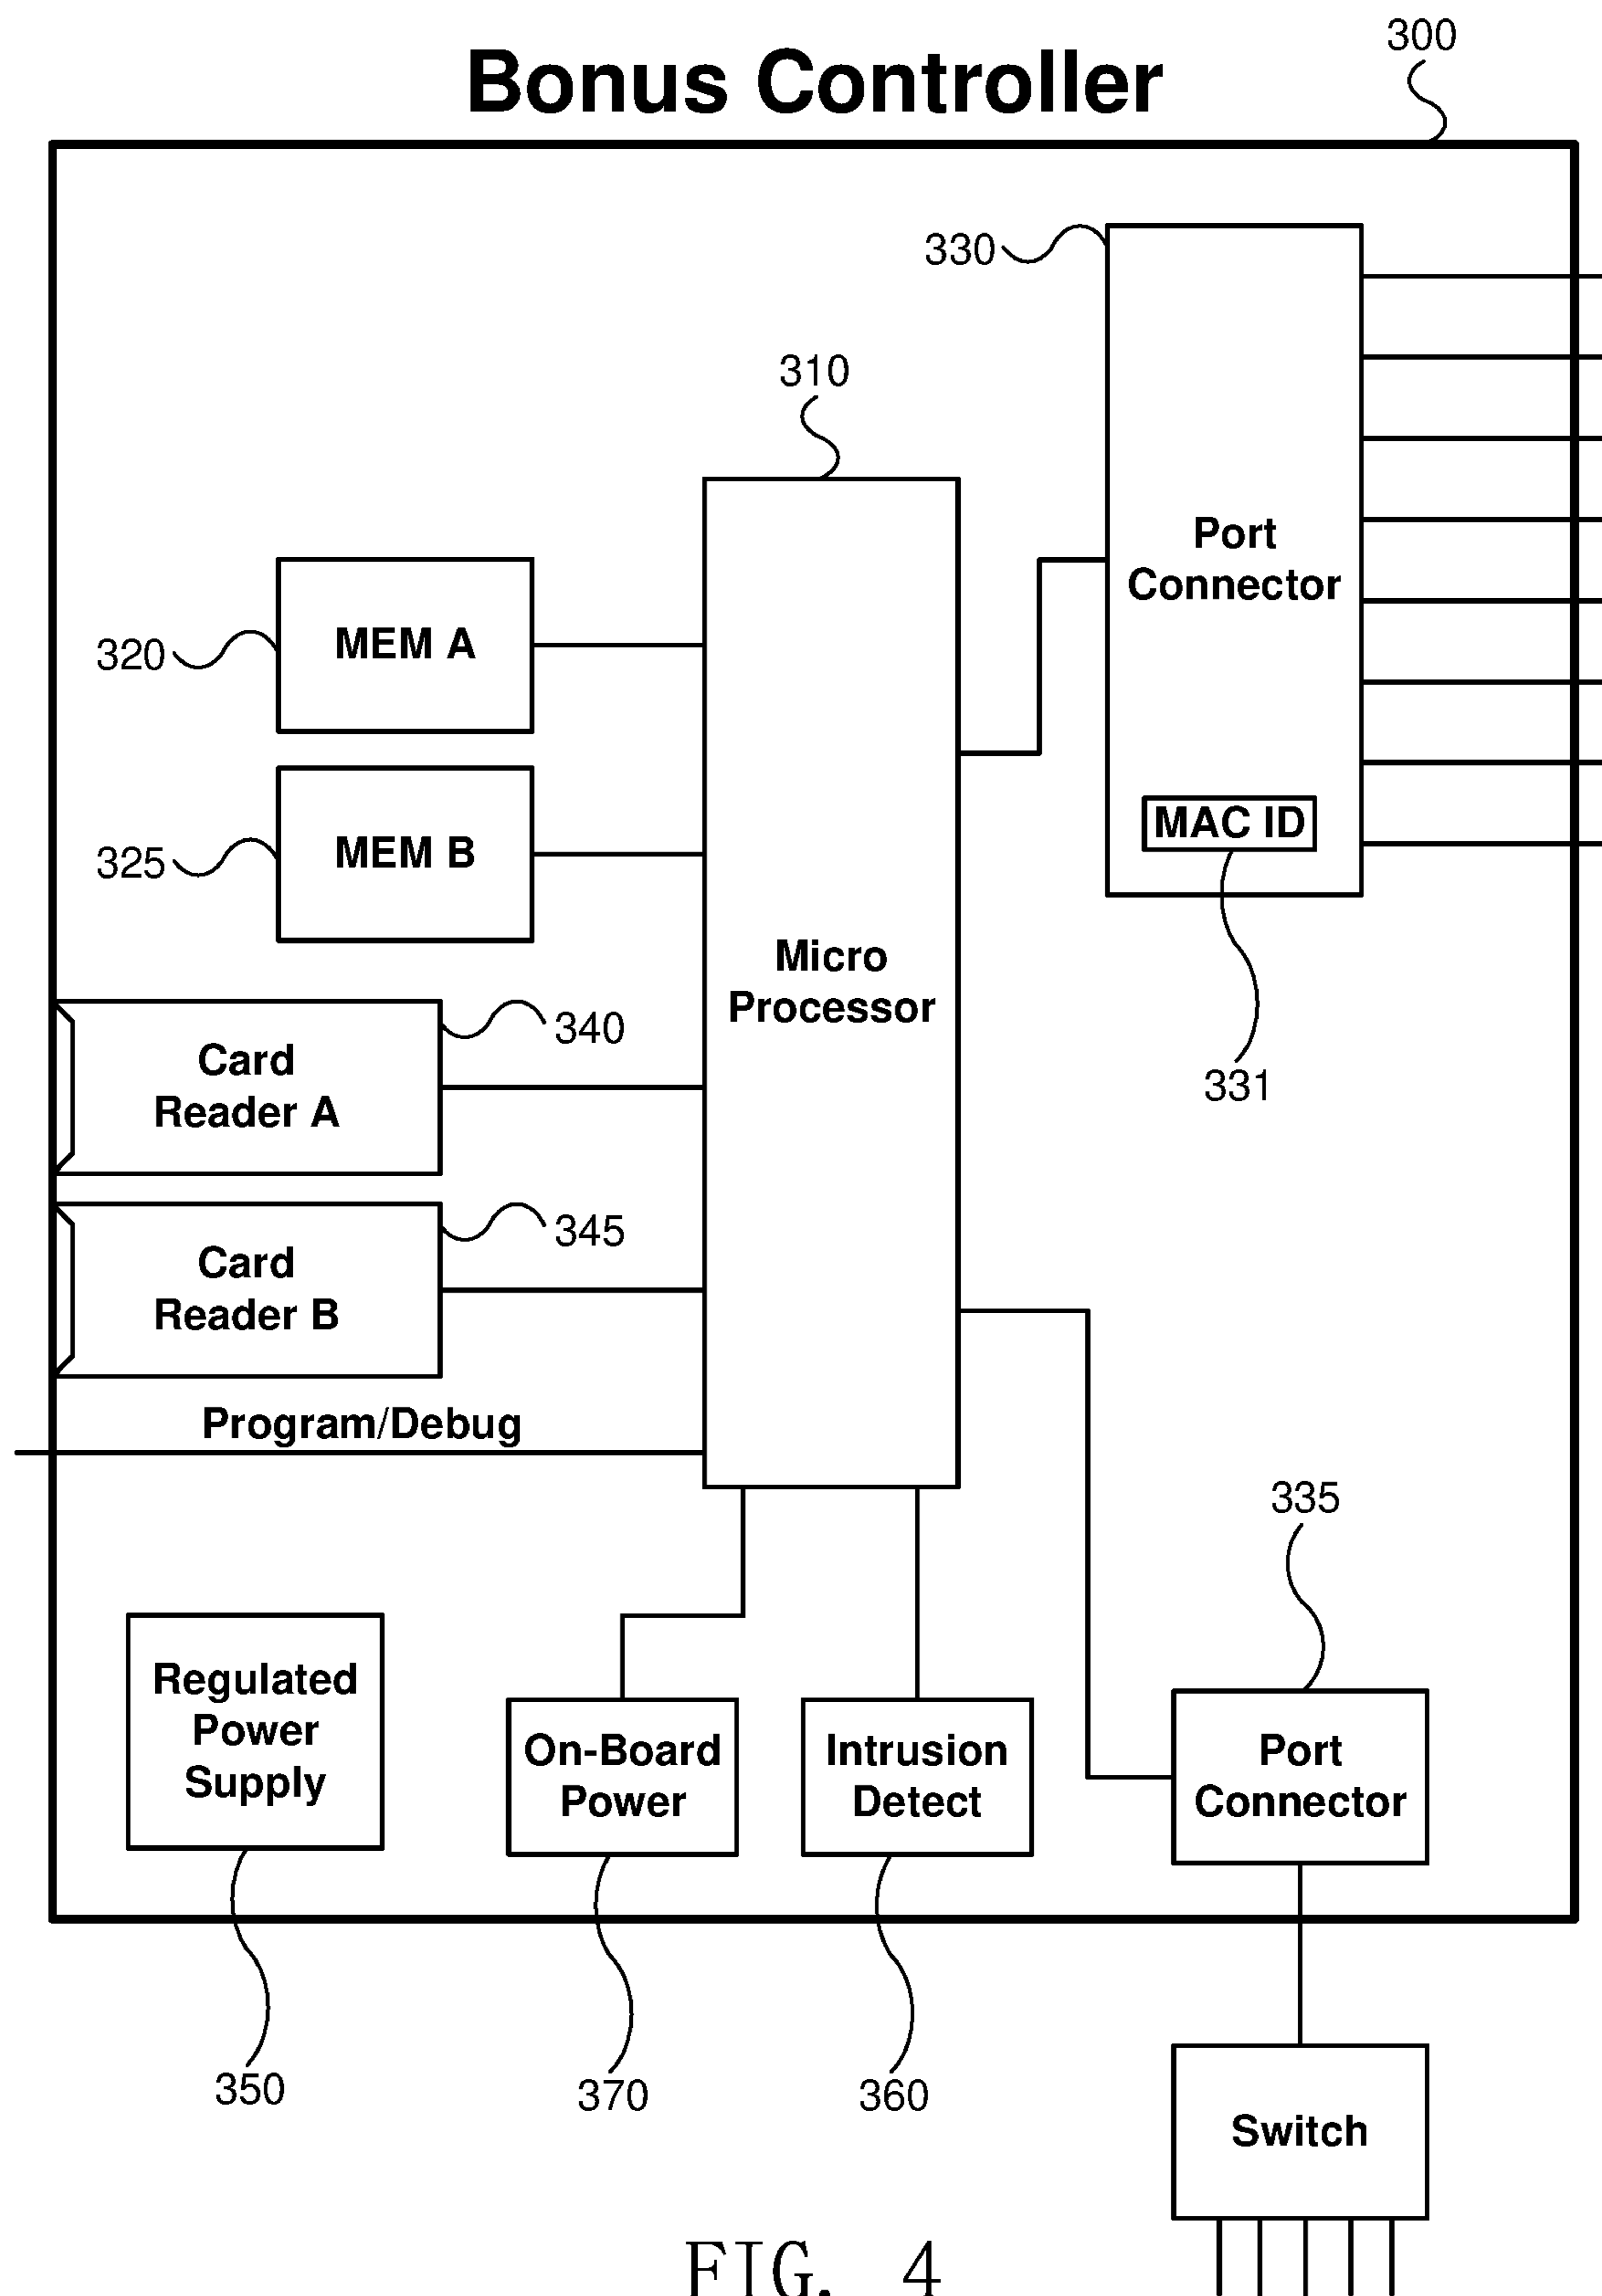 Bonus Controller
300
330
310
Port
Connector
320
MEM A
MAC ID
325
MEM B
Micro
Processor
340
Card
Reader A
331
345
Card
Reader B
Program/Debug
335
Regulated
Power
Supply
On-Board
Power
Intrusion
Detect
Port
Connector
350
370
360
Switch
FIG. 4